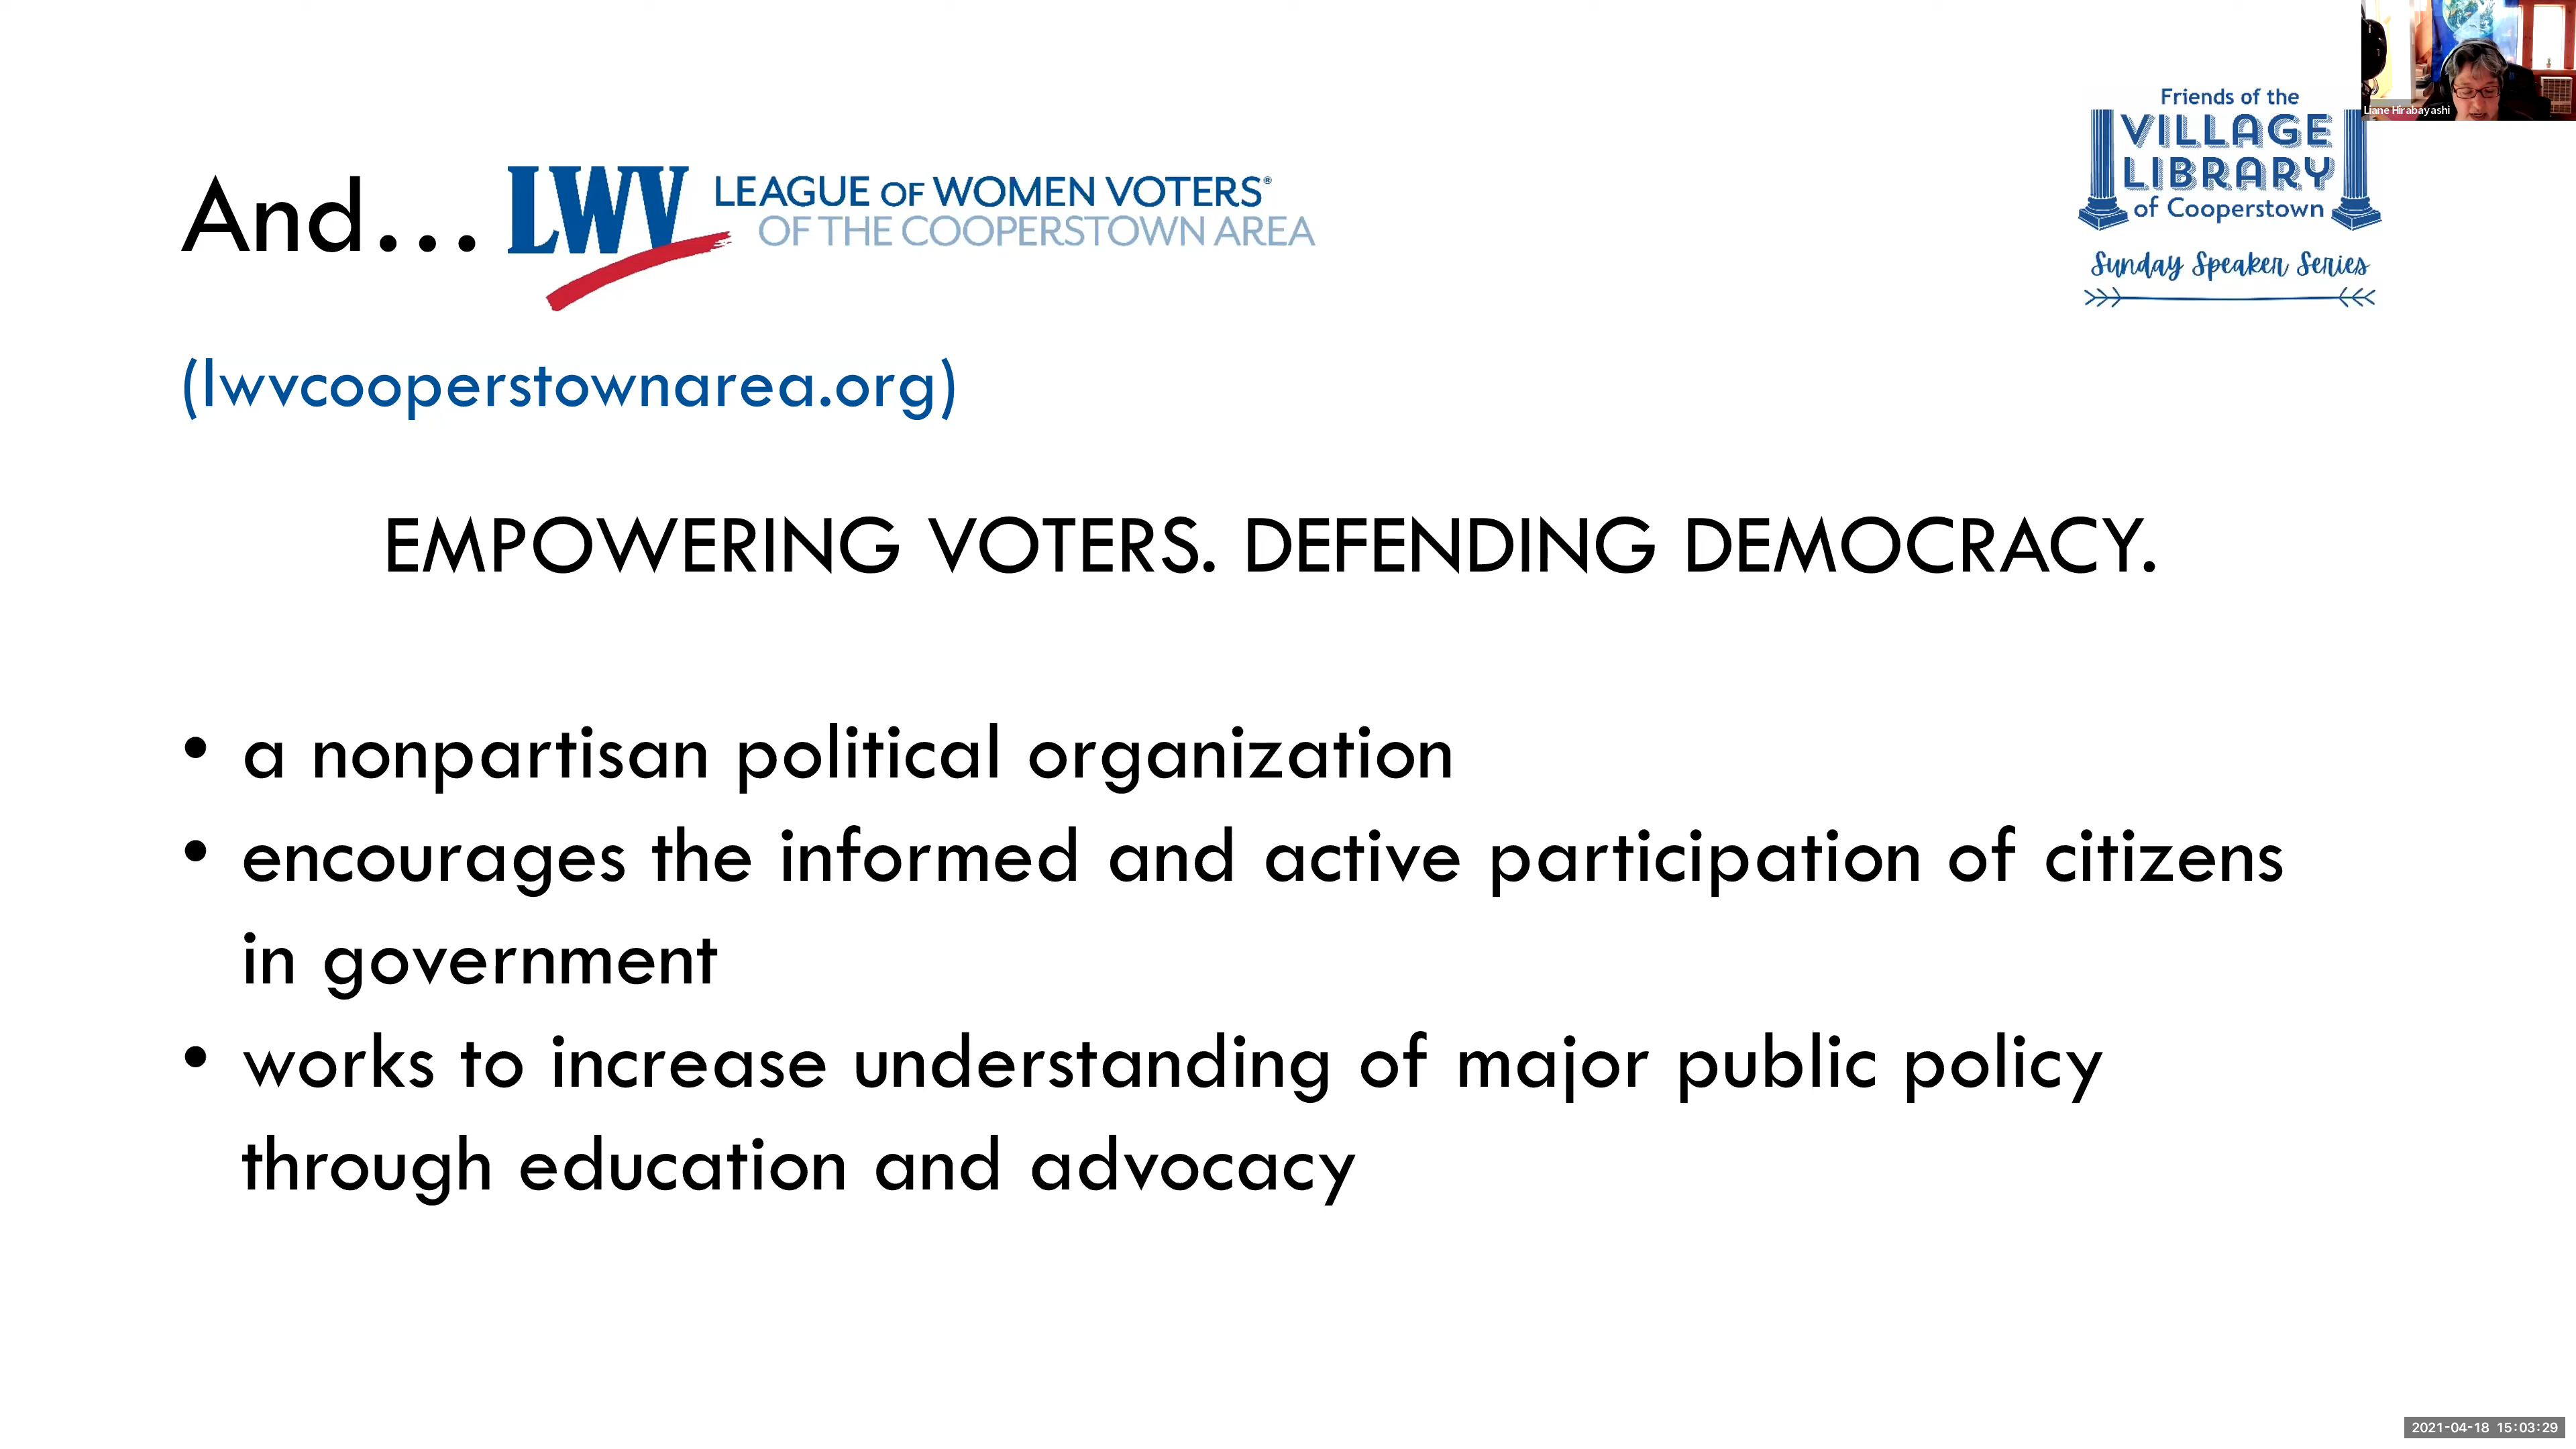 Liane Hirabayashi
Friends of the
VILLAGE
LIBRARY
of Cooperstown
Sunday Speaker Series
And... LWV LEAGUE OF WOMEN VOTERS®
OF THE COOPERSTOWN AREA
(lwvcooperstownarea.org)
EMPOWERING VOTERS. DEFENDING DEMOCRACY.
• a nonpartisan political organization
• encourages the informed and active participation of citizens
in government
• works to increase understanding of major public policy
through education and advocacy
2021-04-18 15:03:29